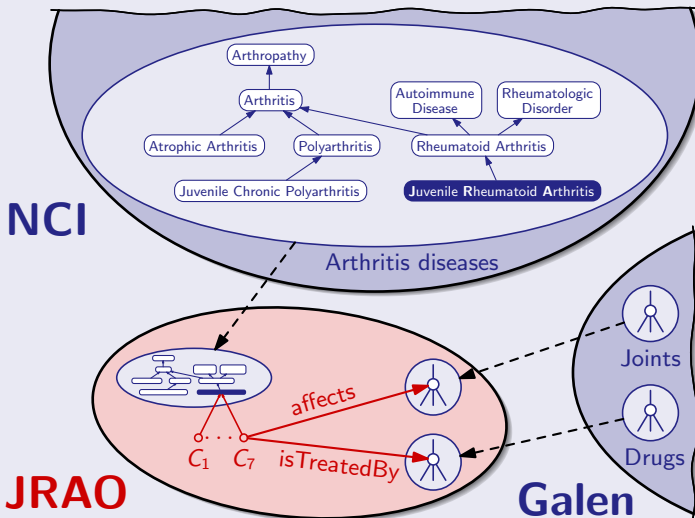 Arthropathy
Arthritis
Autoimmune
Disease
Rheumatologic
Disorder
Atrophic Arthritis
Polyarthritis
Rheumatoid Arthritis
Juvenile Chronic Polyarthritis
Juvenile Rheumatoid Arthritis
NCI
Arthritis diseases
Joints
affects
C1 . . . . C7
isTreatedBy
Drugs
JRAO
Galen